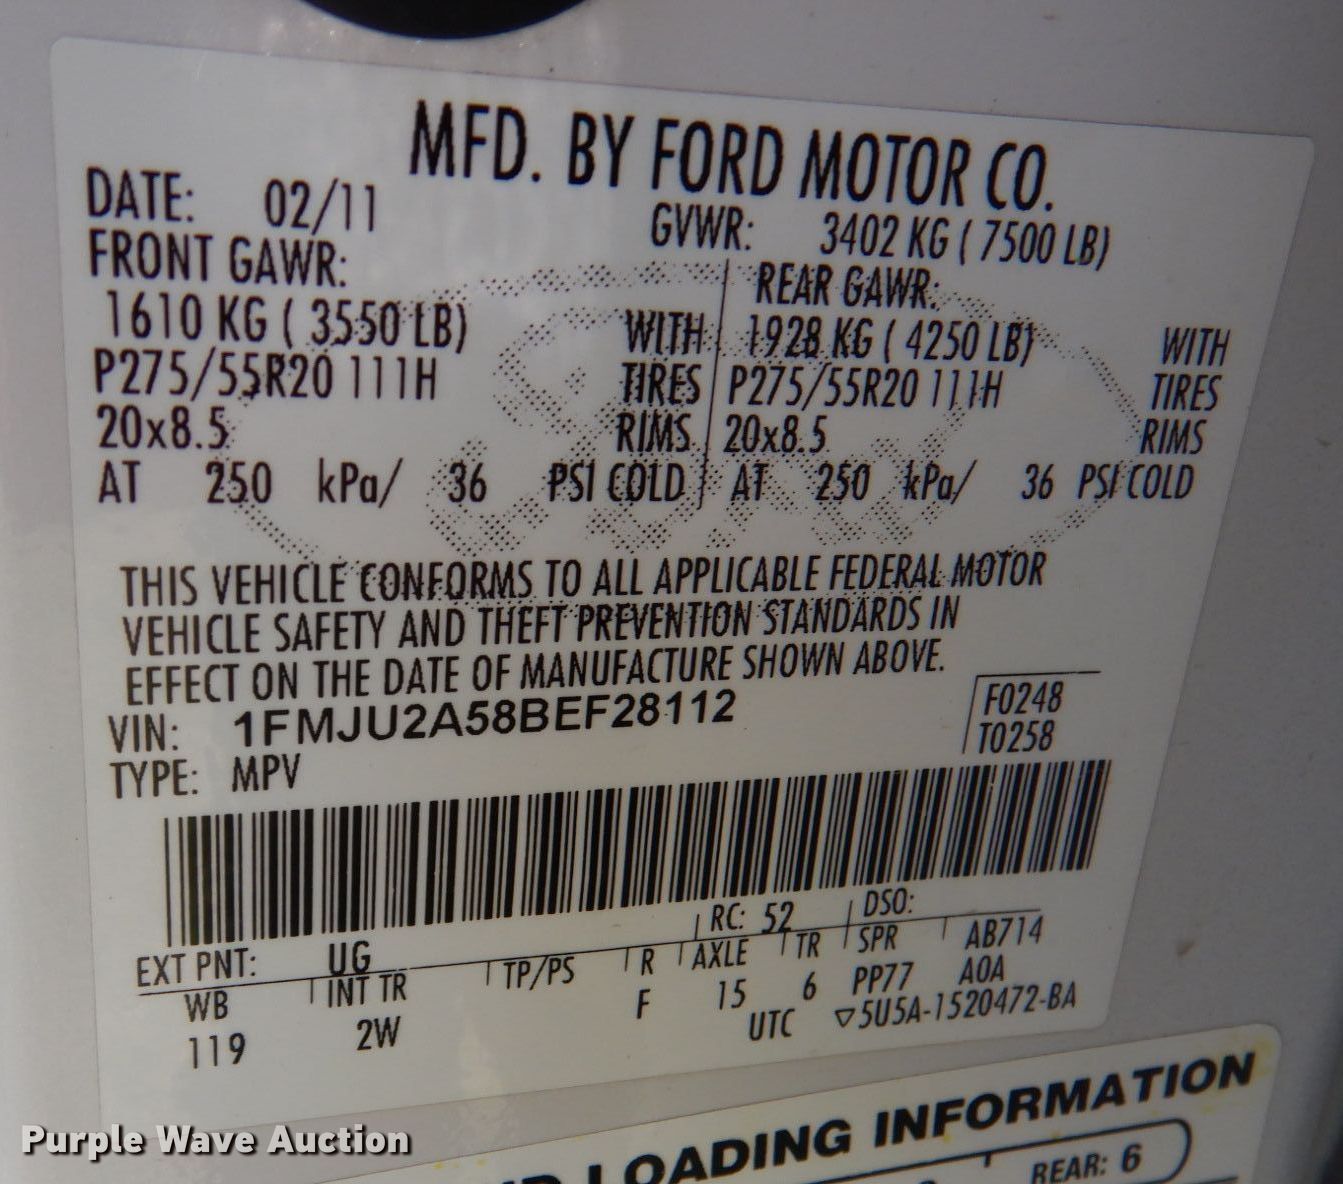 MFD. BY FORD MOTOR CO.
DATE: 02/11 GVWR: 3402 KG ( 7500 LB)
FRONT GAWR: REAR GAWR:
1610 KG ( 3550 LB) WITH 1928 KG ( 4250 LB) WITH
P275/55R20 111H TIRES P275/55R20 111H TIRES
20x8.5 RIMS 20x8.5 RIMS
AT 250 kPa/ 36 PSI COLD AT 250 kPa/ 36 PSI COLD
THIS VEHICLE CONFORMS TO ALL APPLICABLE FEDERAL MOTOR
VEHICLE SAFETY AND THEFT PREVENTION STANDARDS IN
EFFECT ON THE DATE OF MANUFACTURE SHOWN ABOVE.
VIN: 1FMJU2A58BEF28112 F0248
TYPE: MPV T0258
EXT PNT: UG RC: 52 DSO:
WB INT TR TP/PS R AXLE TR SPR AB714
119 2W F 15 6 PP77 A0A
UTC ▽5U5A-1520472-BA
LOADING INFORMATION
REAR: 6
Purple Wave Auction